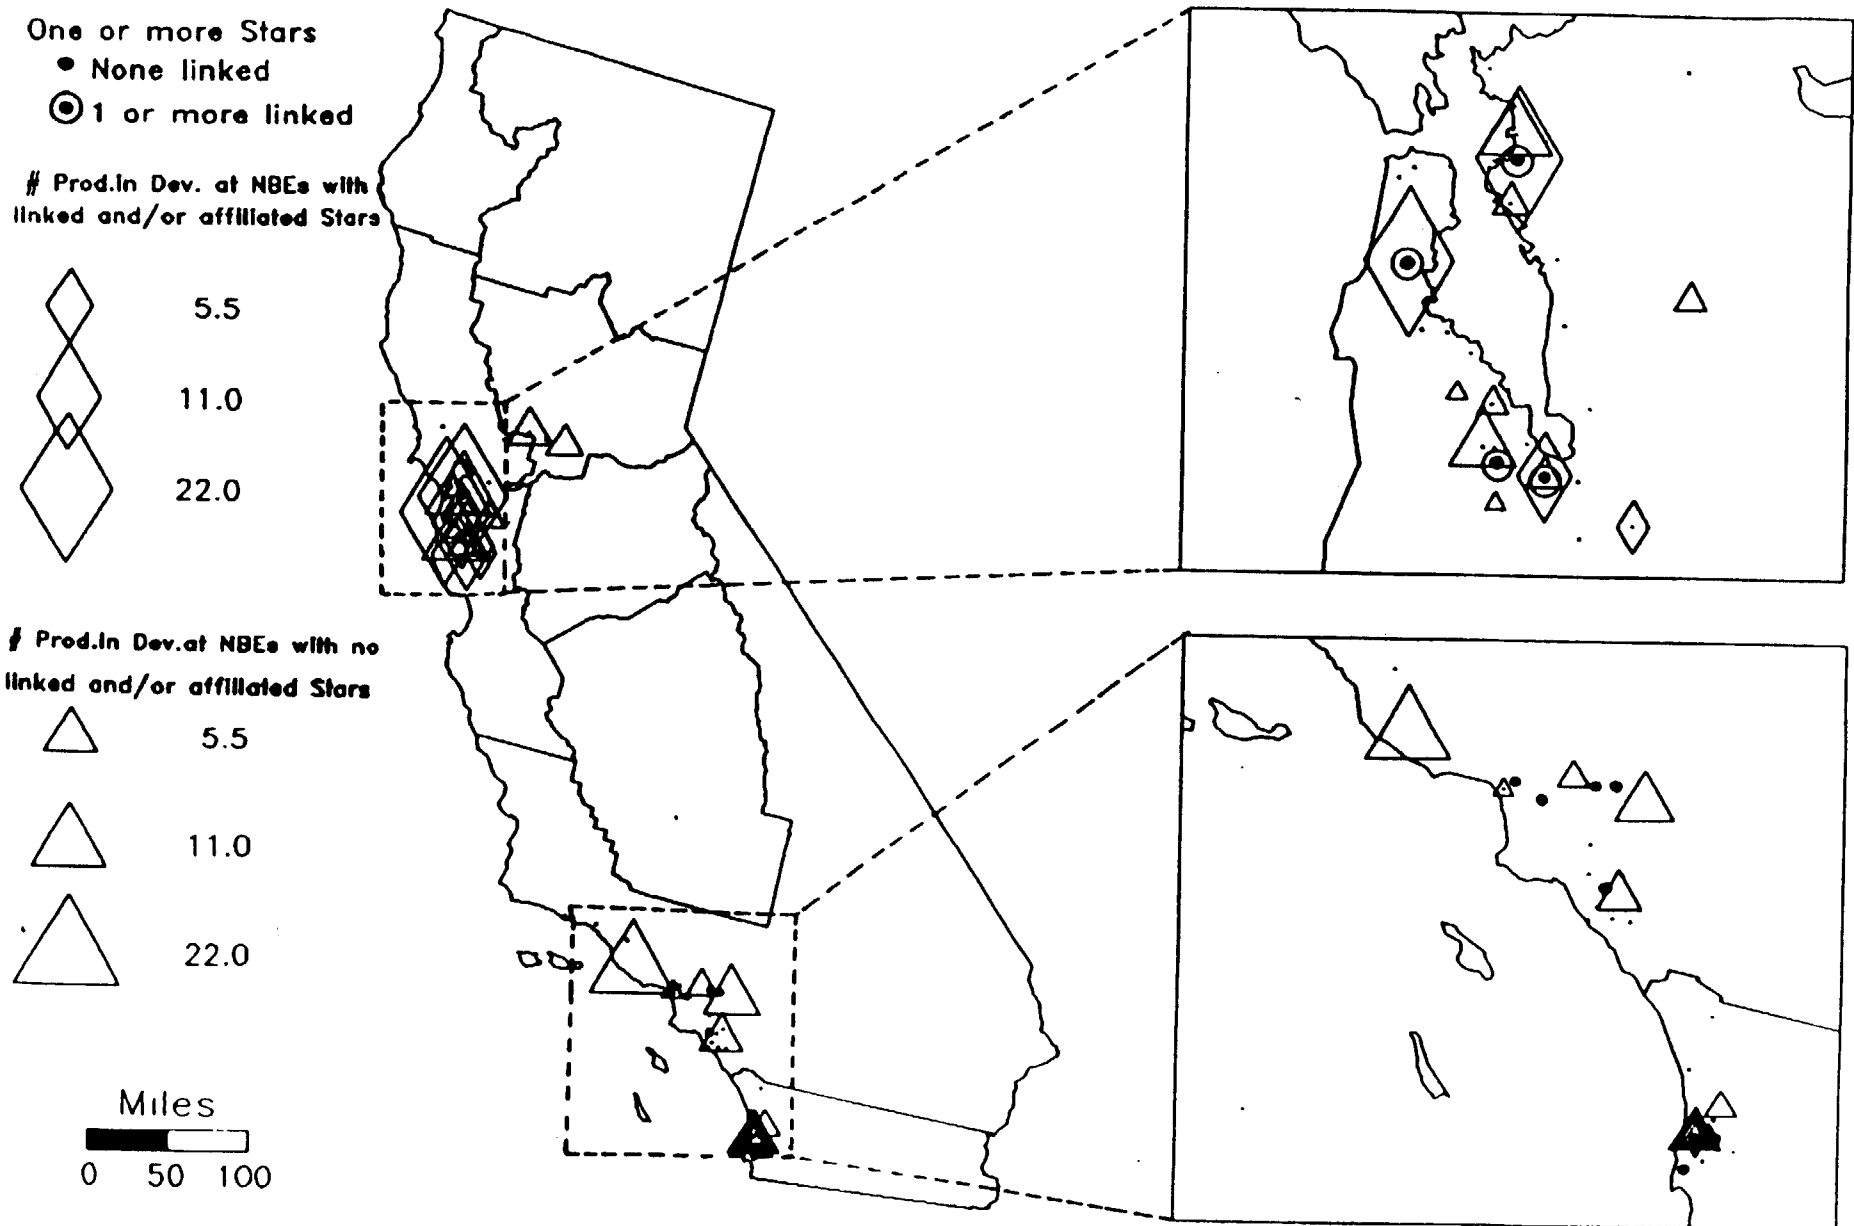 One or more Stars
None linked
1 or more linked
# Prod.in Dev. at NBEs with
linked and/or affiliated Stars
5.5
11.0
22.0
# Prod.in Dev.at NBEs with no
linked and/or affiliated Stars
5.5
11.0
22.0
Miles
0 50 100